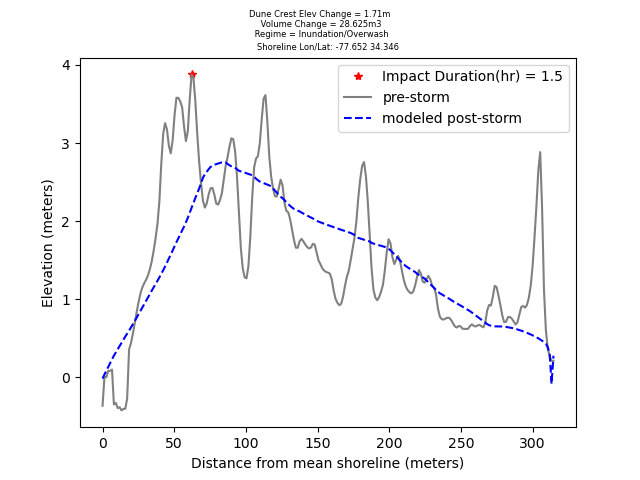 Dune Crest Elev Change = 1.71m
Volume Change = 28.625m3
Regime = Inundation/Overwash
Shoreline Lon/Lat: -77.652 34.346
Impact Duration(hr) = 1.5
pre-storm
modeled post-storm
Elevation (meters)
4
3
2
1
0
0 50 100 150 200 250 300
Distance from mean shoreline (meters)